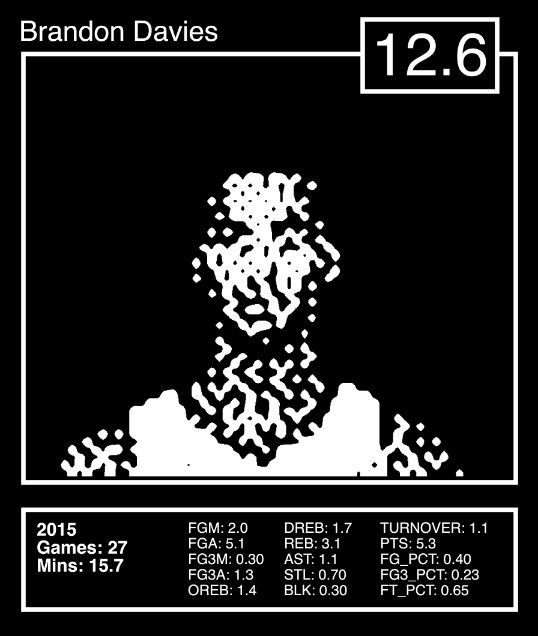 Brandon Davies
12.6
2015
Games: 27
Mins: 15.7
FGM: 2.0
FGA: 5.1
FG3M: 0.30
FG3A: 1.3
OREB: 1.4
DREB: 1.7
REB: 3.1
AST: 1.1
STL: 0.70
BLK: 0.30
TURNOVER: 1.1
PTS: 5.3
FG_PCT: 0.40
FG3_PCT: 0.23
FT_PCT: 0.65